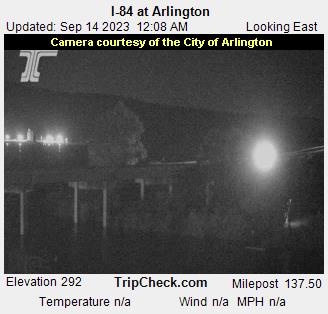 I-84 at Arlington
Updated: Sep 14 2023 12:08 AM Looking East
Camera courtesy of the City of Arlington
Elevation 292 TripCheck.com Milepost 137.50
Temperature n/a Wind n/a MPH n/a